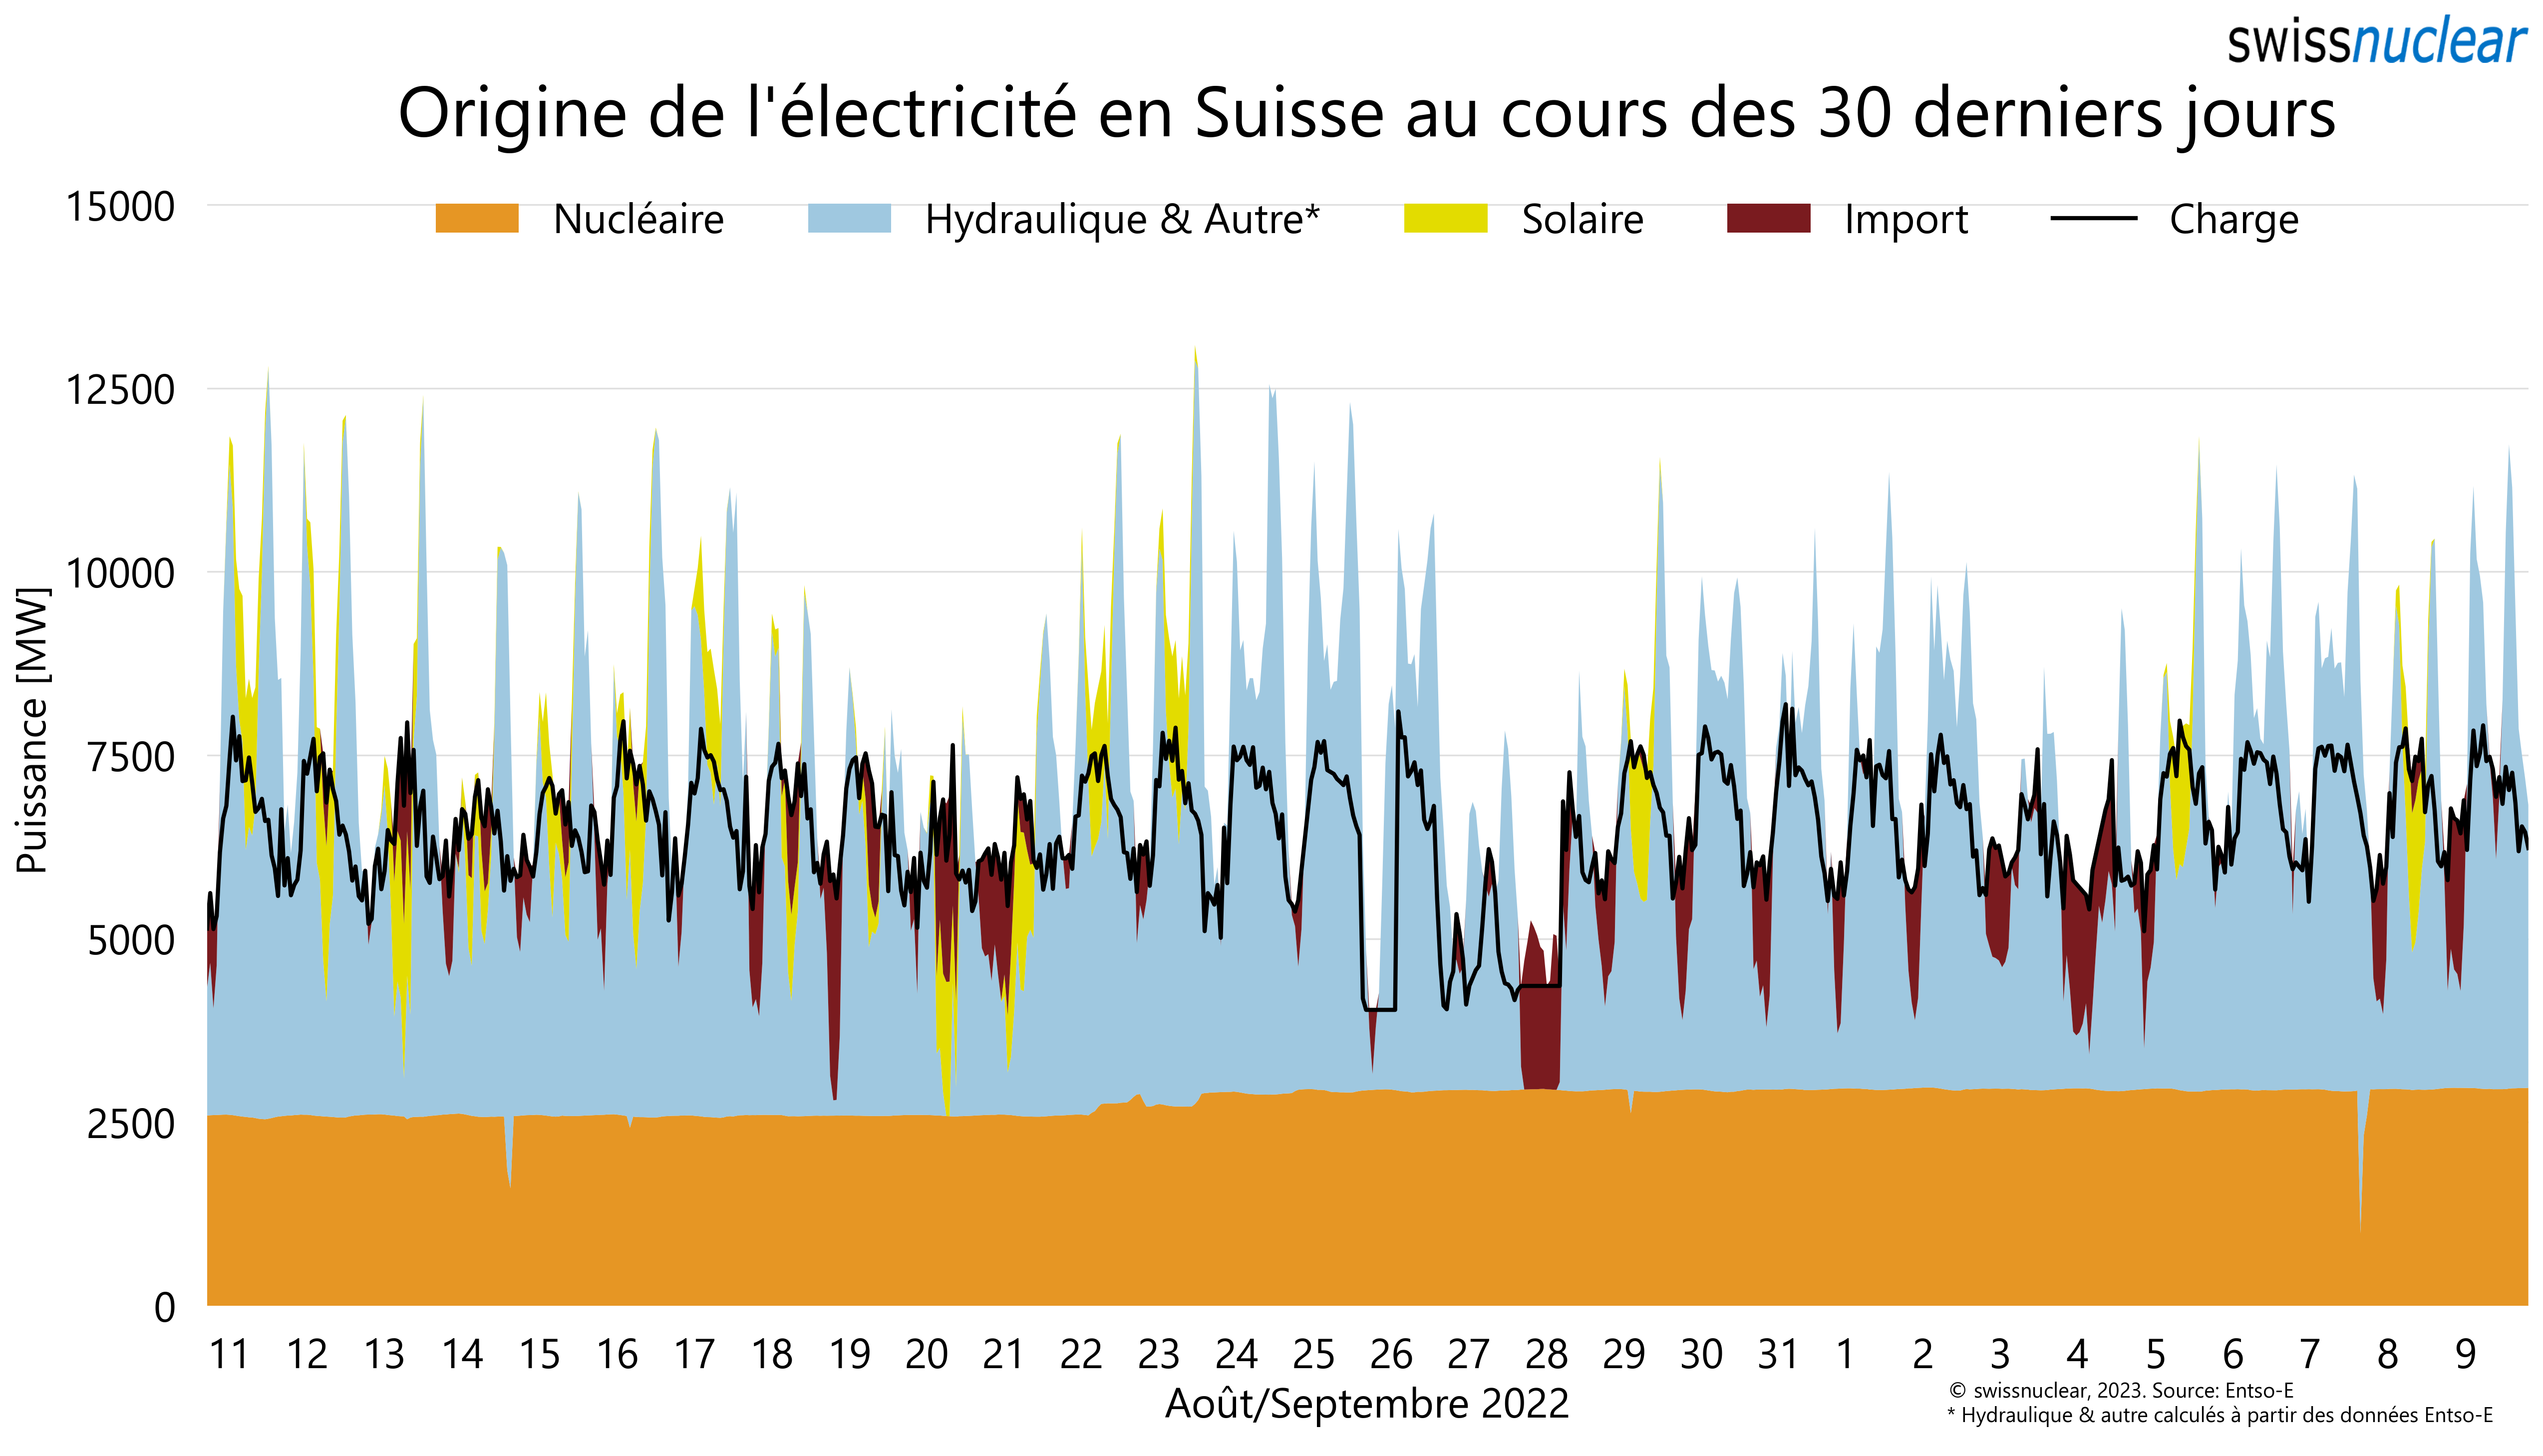 swissnuclear
Origine de l'électricité en Suisse au cours des 30 derniers jours
Nucléaire Hydraulique & Autre* Solaire Import Charge
15000
12500
10000
7500
5000
2500
0
Puissance [MW]
11 12 13 14 15 16 17 18 19 20 21 22 23 24 25 26 27 28 29 30 31 1 2 3 4 5 6 7 8 9
Août/Septembre 2022
© swissnuclear, 2023. Source: Entso-E
* Hydraulique & autre calculés à partir des données Entso-E